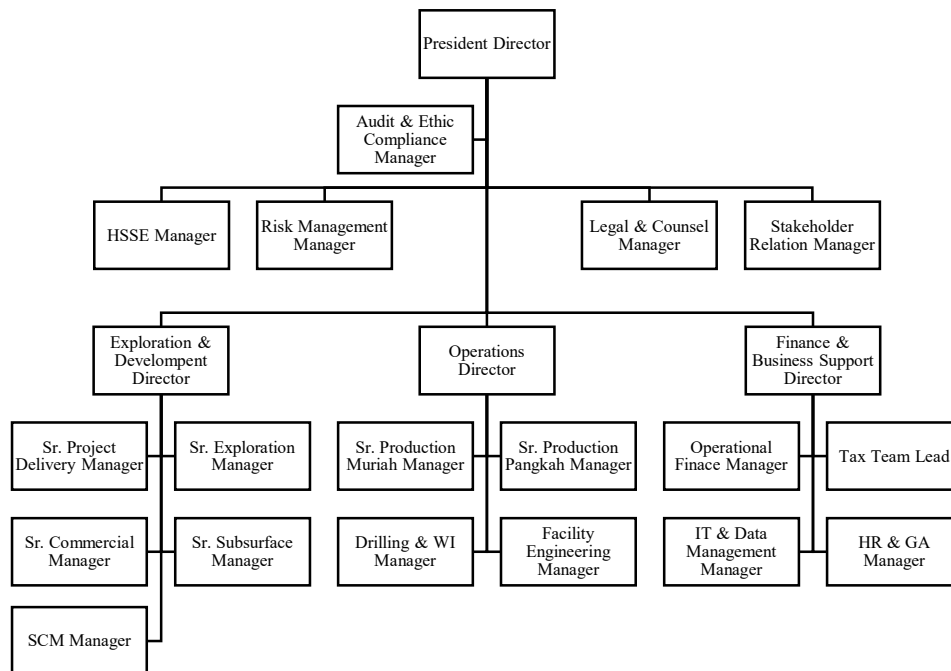 President Director
Audit & Ethic
Compliance
Manager
HSSE Manager
Risk Management
Manager
Legal & Counsel
Manager
Stakeholder
Relation Manager
Exploration &
Develompent
Director
Operations
Director
Finance &
Business Support
Director
Sr. Project
Delivery Manager
Sr. Exploration
Manager
Sr. Production
Muriah Manager
Sr. Production
Pangkah Manager
Operational
Finace Manager
Tax Team Lead
Sr. Commercial
Manager
Sr. Subsurface
Manager
Drilling & WI
Manager
Facility
Engineering
Manager
IT & Data
Management
Manager
HR & GA
Manager
SCM Manager